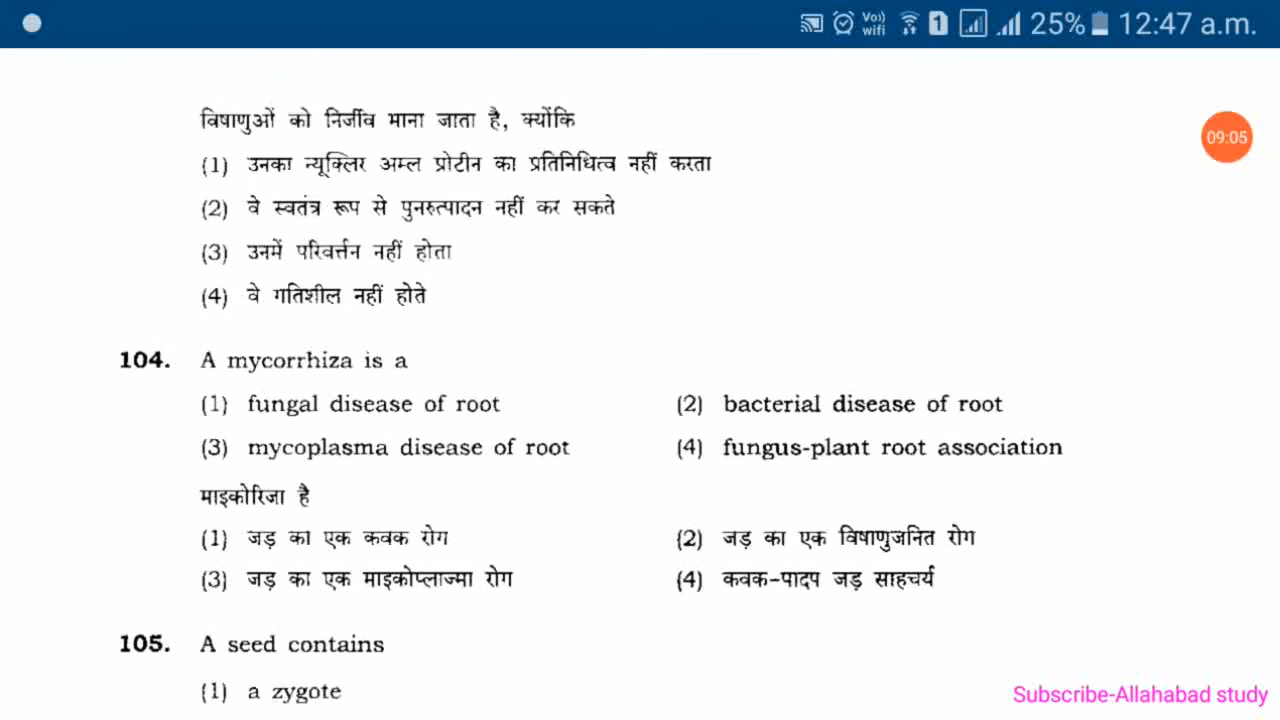 Vo)) wifi 1 25% 12:47 a.m.
09:05
विषाणुओं को निर्जीव माना जाता है, क्योंकि
(1) उनका न्यूक्लिर अम्ल प्रोटीन का प्रतिनिधित्व नहीं करता
(2) वे स्वतंत्र रूप से पुनरुत्पादन नहीं कर सकते
(3) उनमें परिवर्त्तन नहीं होता
(4) वे गतिशील नहीं होते
104. A mycorrhiza is a
(1) fungal disease of root (2) bacterial disease of root
(3) mycoplasma disease of root (4) fungus-plant root association
माइकोरिजा है
(1) जड़ का एक कवक रोग (2) जड़ का एक विषाणुजनित रोग
(3) जड़ का एक माइकोप्लाज्मा रोग (4) कवक-पादप जड़ साहचर्य
105. A seed contains
(1) a zygote
Subscribe-Allahabad study